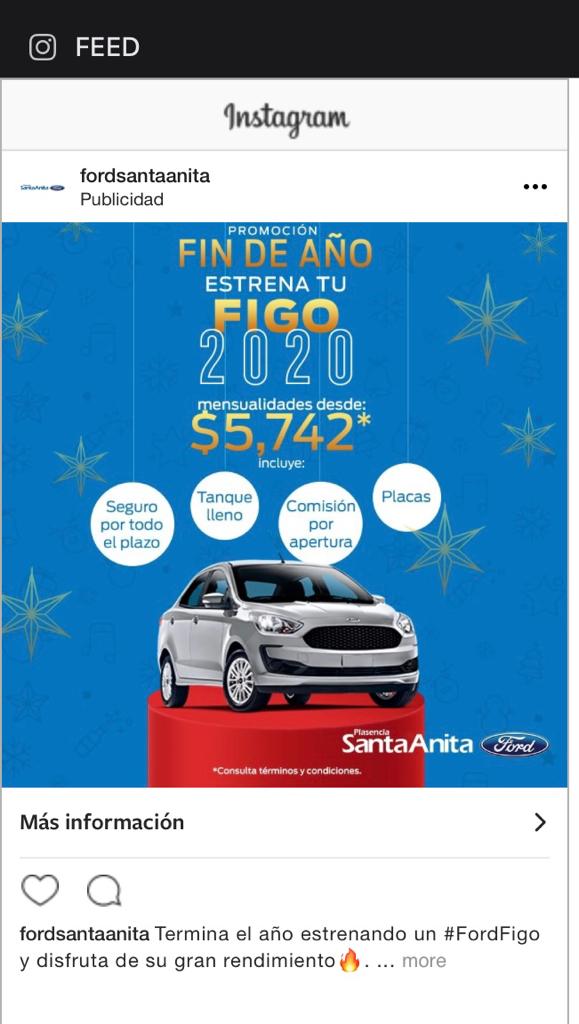 FEED
Instagram
fordsantaanita
Publicidad
PROMOCIÓN
FIN DE AÑO
ESTRENA TU
FIGO
2020
mensualidades desde:
$5,742*
incluye:
Seguro
por todo
el plazo
Tanque
lleno
Comisión
por
apertura
Placas
Plasencia
SantaAnita Ford
*Consulta términos y condiciones.
Más información
fordsantaanita Termina el año estrenando un #FordFigo
y disfruta de su gran rendimiento🔥. ... more